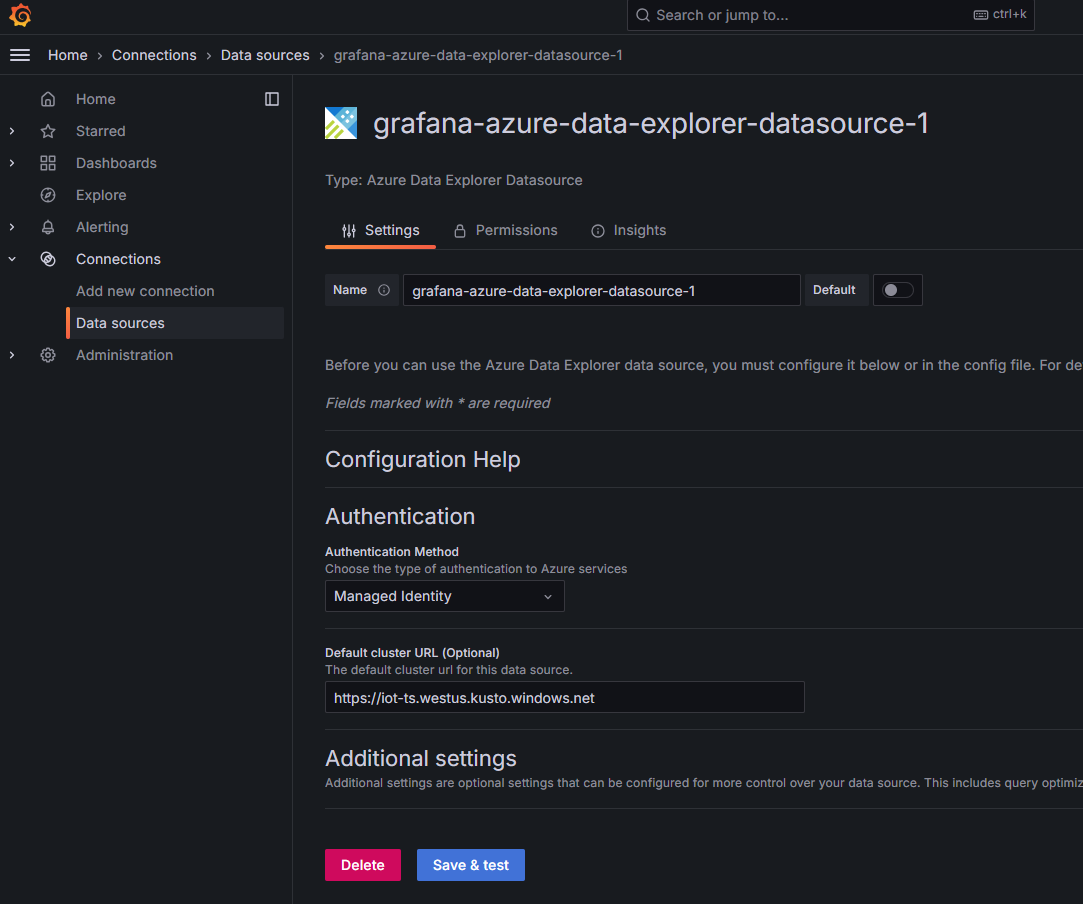 Search or jump to... ctrl+k
Home › Connections › Data sources › grafana-azure-data-explorer-datasource-1
Home
Starred
Dashboards
Explore
Alerting
Connections
Add new connection
Data sources
Administration
grafana-azure-data-explorer-datasource-1
Type: Azure Data Explorer Datasource
Settings Permissions Insights
Name grafana-azure-data-explorer-datasource-1 Default
Before you can use the Azure Data Explorer data source, you must configure it below or in the config file. For de
Fields marked with * are required
Configuration Help
Authentication
Authentication Method
Choose the type of authentication to Azure services
Managed Identity
Default cluster URL (Optional)
The default cluster url for this data source.
https://iot-ts.westus.kusto.windows.net
Additional settings
Additional settings are optional settings that can be configured for more control over your data source. This includes query optimiz
Delete Save & test